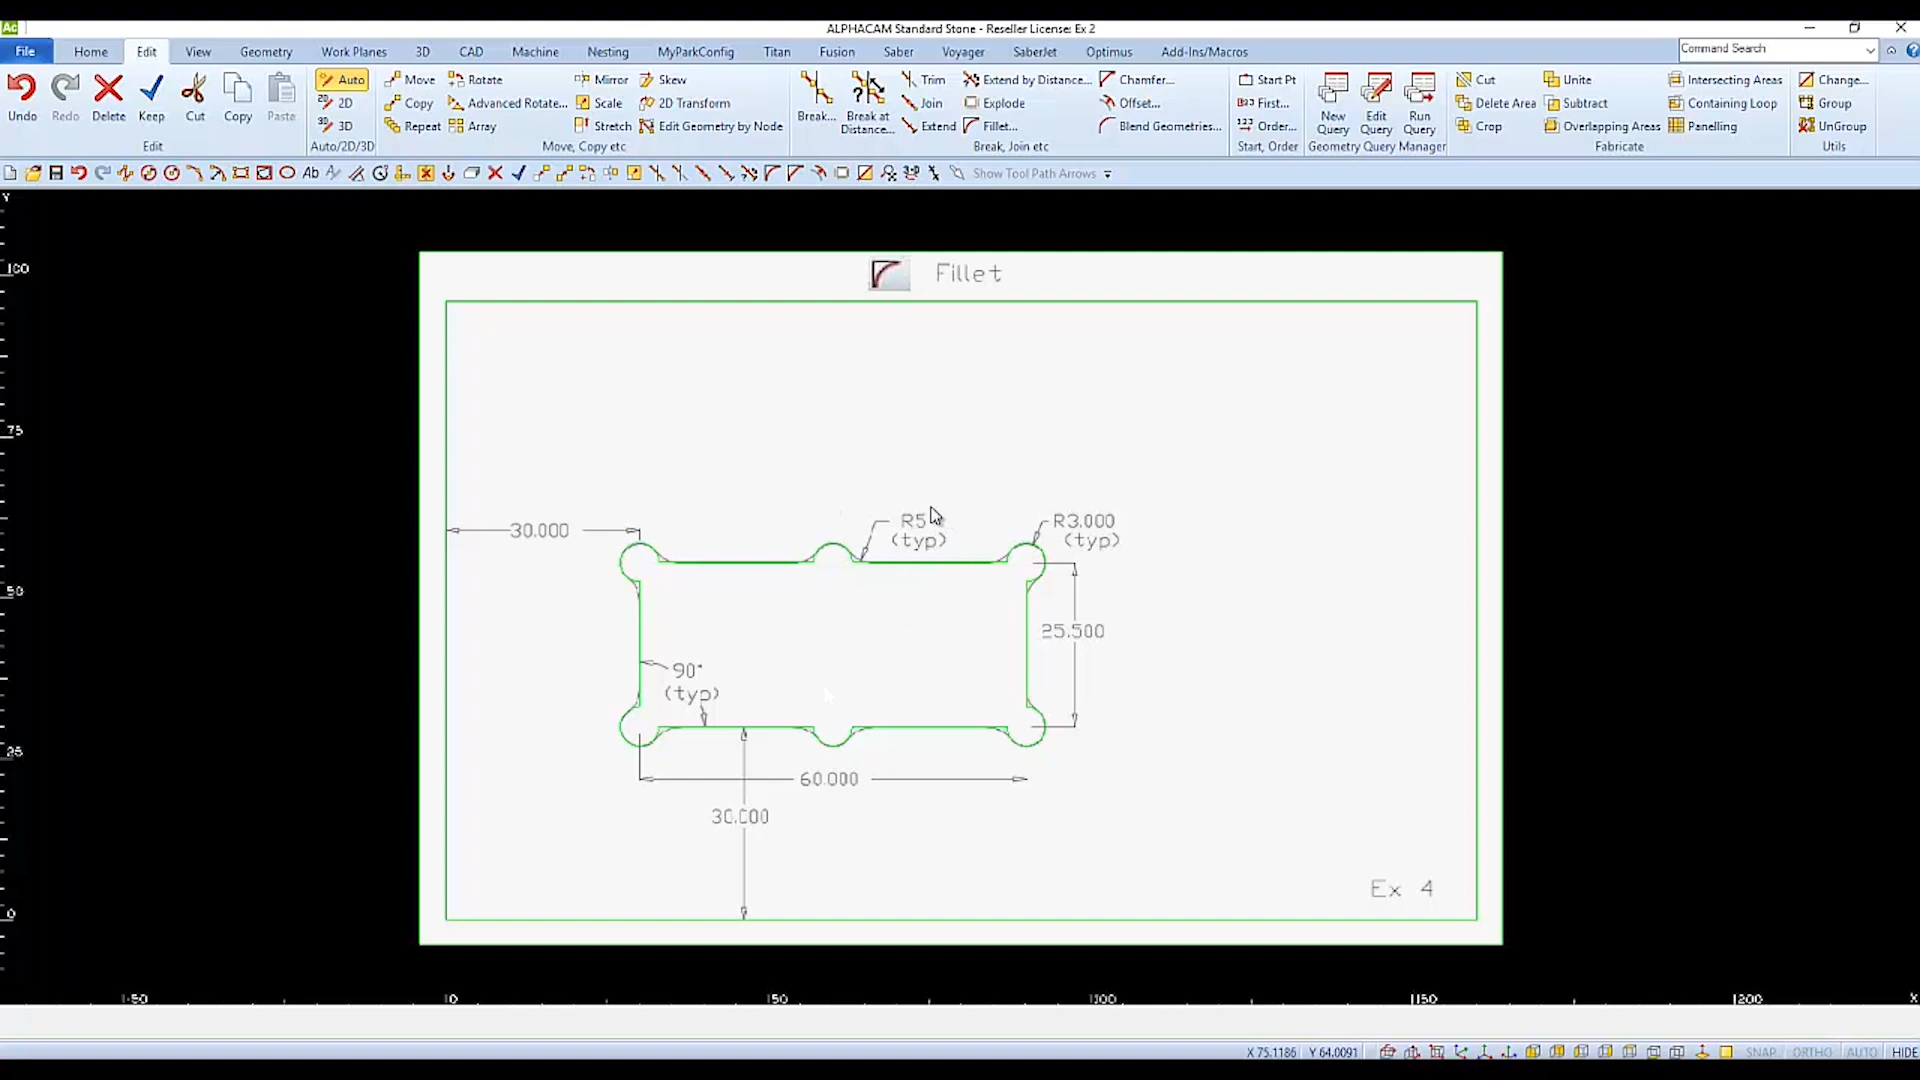 Ac
ALPHACAM Standard Stone - Reseller License: Ex 2
File Home Edit View Geometry Work Planes 3D CAD Machine Nesting MyParkConfig Titan Fusion Saber Voyager SaberJet Optimus Add-Ins/Macros Command Search
Auto Move Rotate Mirror Skew Trim Extend by Distance... Chamfer... Start Pt Cut Unite Intersecting Areas Change...
2D Copy Advanced Rotate... Scale 2D Transform Join Explode Offset... First... Delete Area Subtract Containing Loop Group
Undo Redo Delete Keep Cut Copy Paste 3D Repeat Array Stretch Edit Geometry by Node Break... Break at Distance... Extend Fillet... Blend Geometries... Order... New Query Edit Query Run Query Crop Overlapping Areas Panelling UnGroup
Edit Auto/2D/3D Move, Copy etc Break, Join etc Start, Order Geometry Query Manager Fabricate Utils
Show Tool Path Arrows
Y
Fillet
100
75
50
25
0
30.000
R5
(typ)
R3.000
(typ)
25.500
90°
(typ)
60.000
30.000
Ex 4
-50 0 50 100 150 200 X
X 75.1186 Y 64.0091 SNAP ORTHO AUTO HIDE